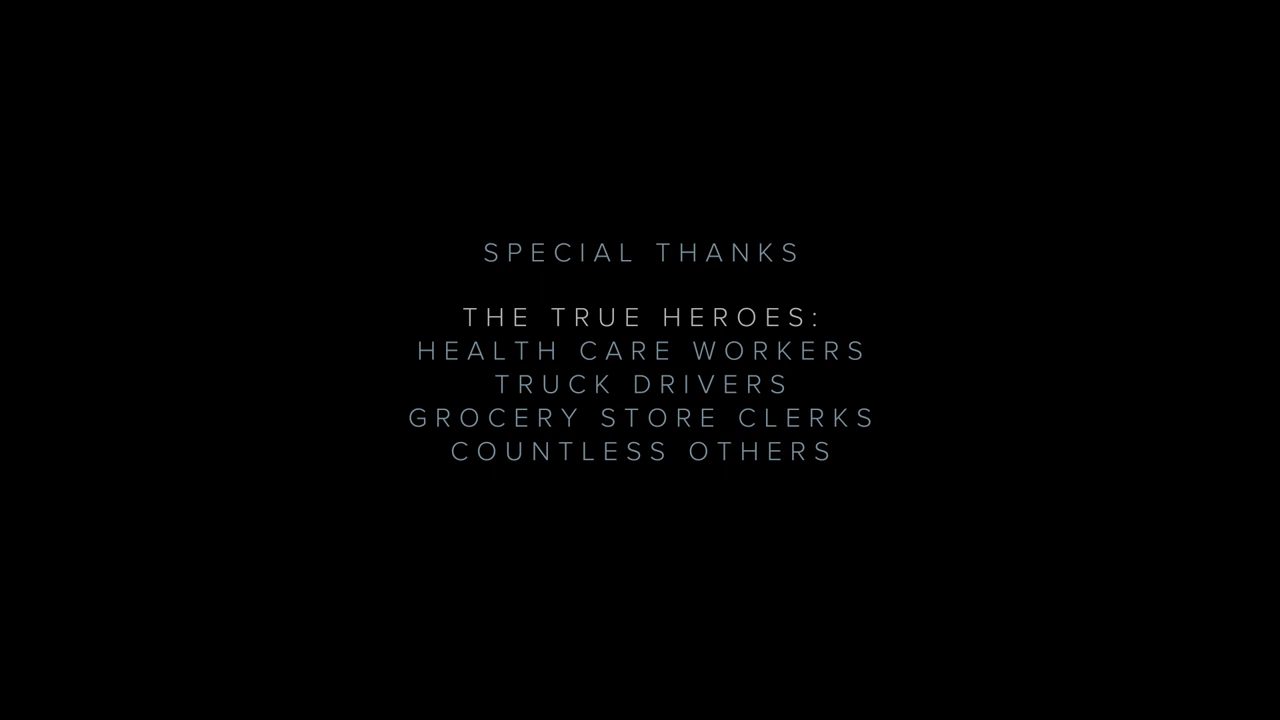 SPECIAL THANKS
THE TRUE HEROES:
HEALTH CARE WORKERS
TRUCK DRIVERS
GROCERY STORE CLERKS
COUNTLESS OTHERS